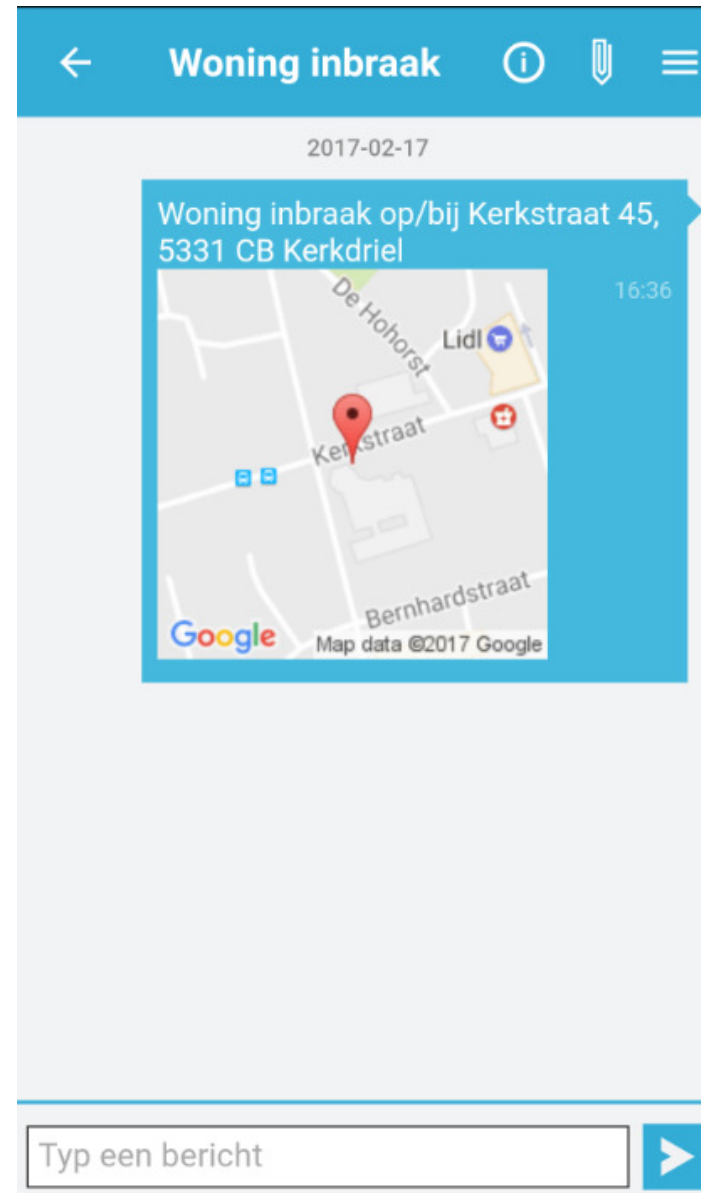 Woning inbraak
2017-02-17
Woning inbraak op/bij Kerkstraat 45,
5331 CB Kerkdriel
16:36
De Hohorst
Lidl
Kerkstraat
Bernhardstraat
Google
Map data ©2017 Google
Typ een bericht